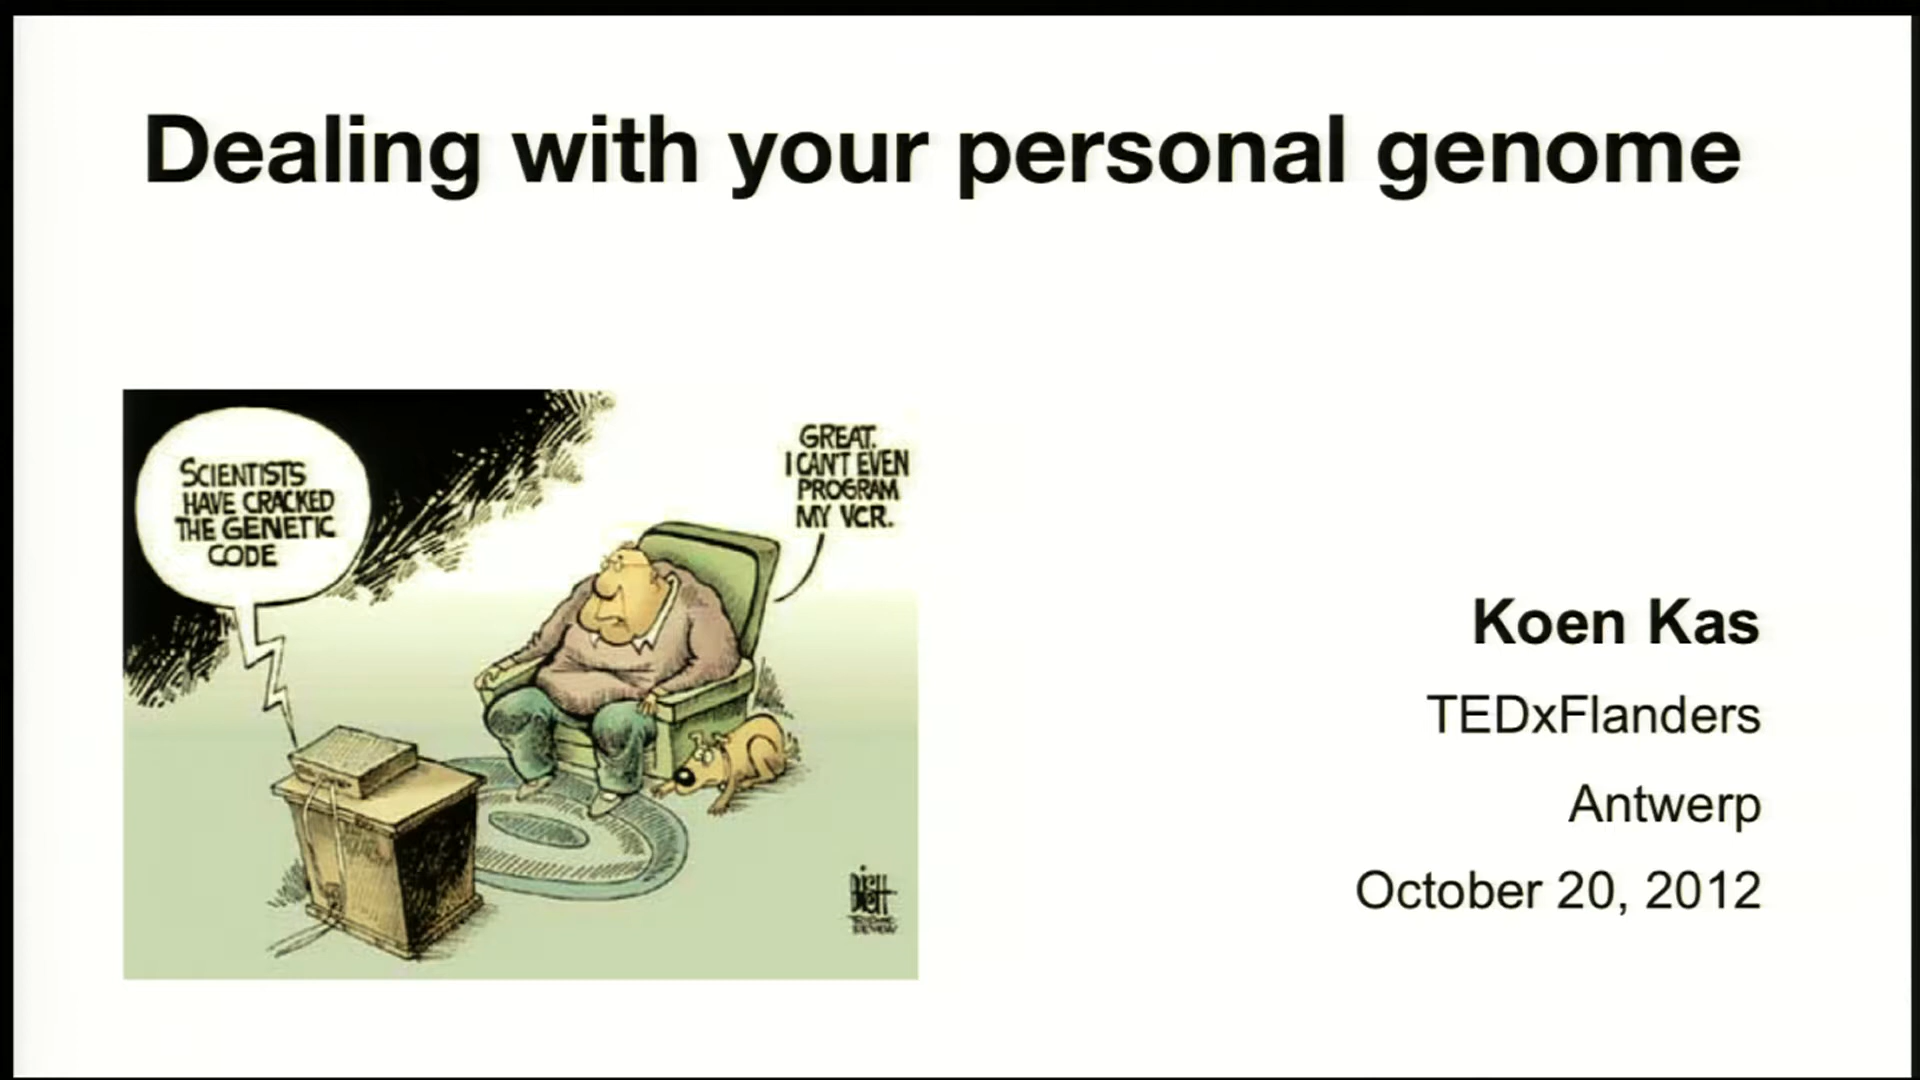 Dealing with your personal genome
SCIENTISTS
HAVE CRACKED
THE GENETIC
CODE
GREAT.
I CAN'T EVEN
PROGRAM
MY VCR.
Koen Kas
TEDxFlanders
Antwerp
October 20, 2012